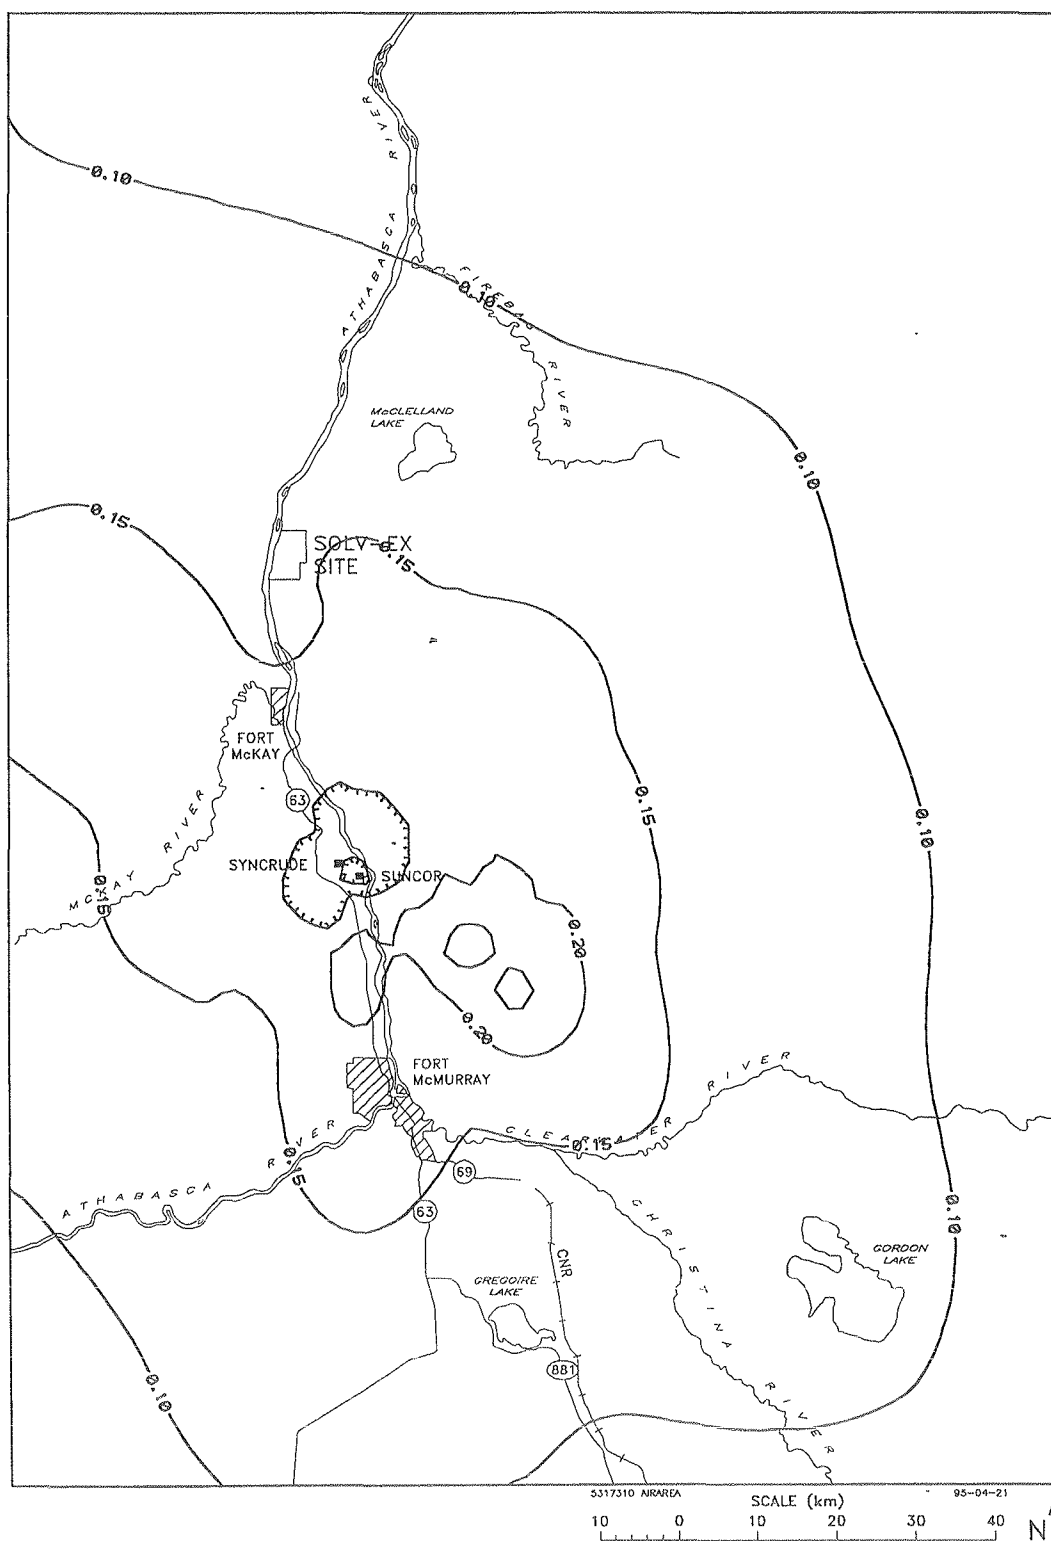 ATHABASCA RIVER
0.10
FIREBAG
0.10
RIVER
McCLELLAND
LAKE
0.10
0.15
SOLV-EX
SITE
0.15
FORT
McKAY
63
McKAY RIVER
0.15
SYNCRUDE
SUNCOR
0.10
0.15
0.20
0.20
FORT
McMURRAY
CLEARWATER RIVER
0.15
ATHABASCA RIVER
0.15
69
63
0.10
CHRISTINA RIVER
GORDON
LAKE
CNR
GREGOIRE
LAKE
881
0.10
5317310 AIRAREA
95-04-21
SCALE (km)
10 0 10 20 30 40
N